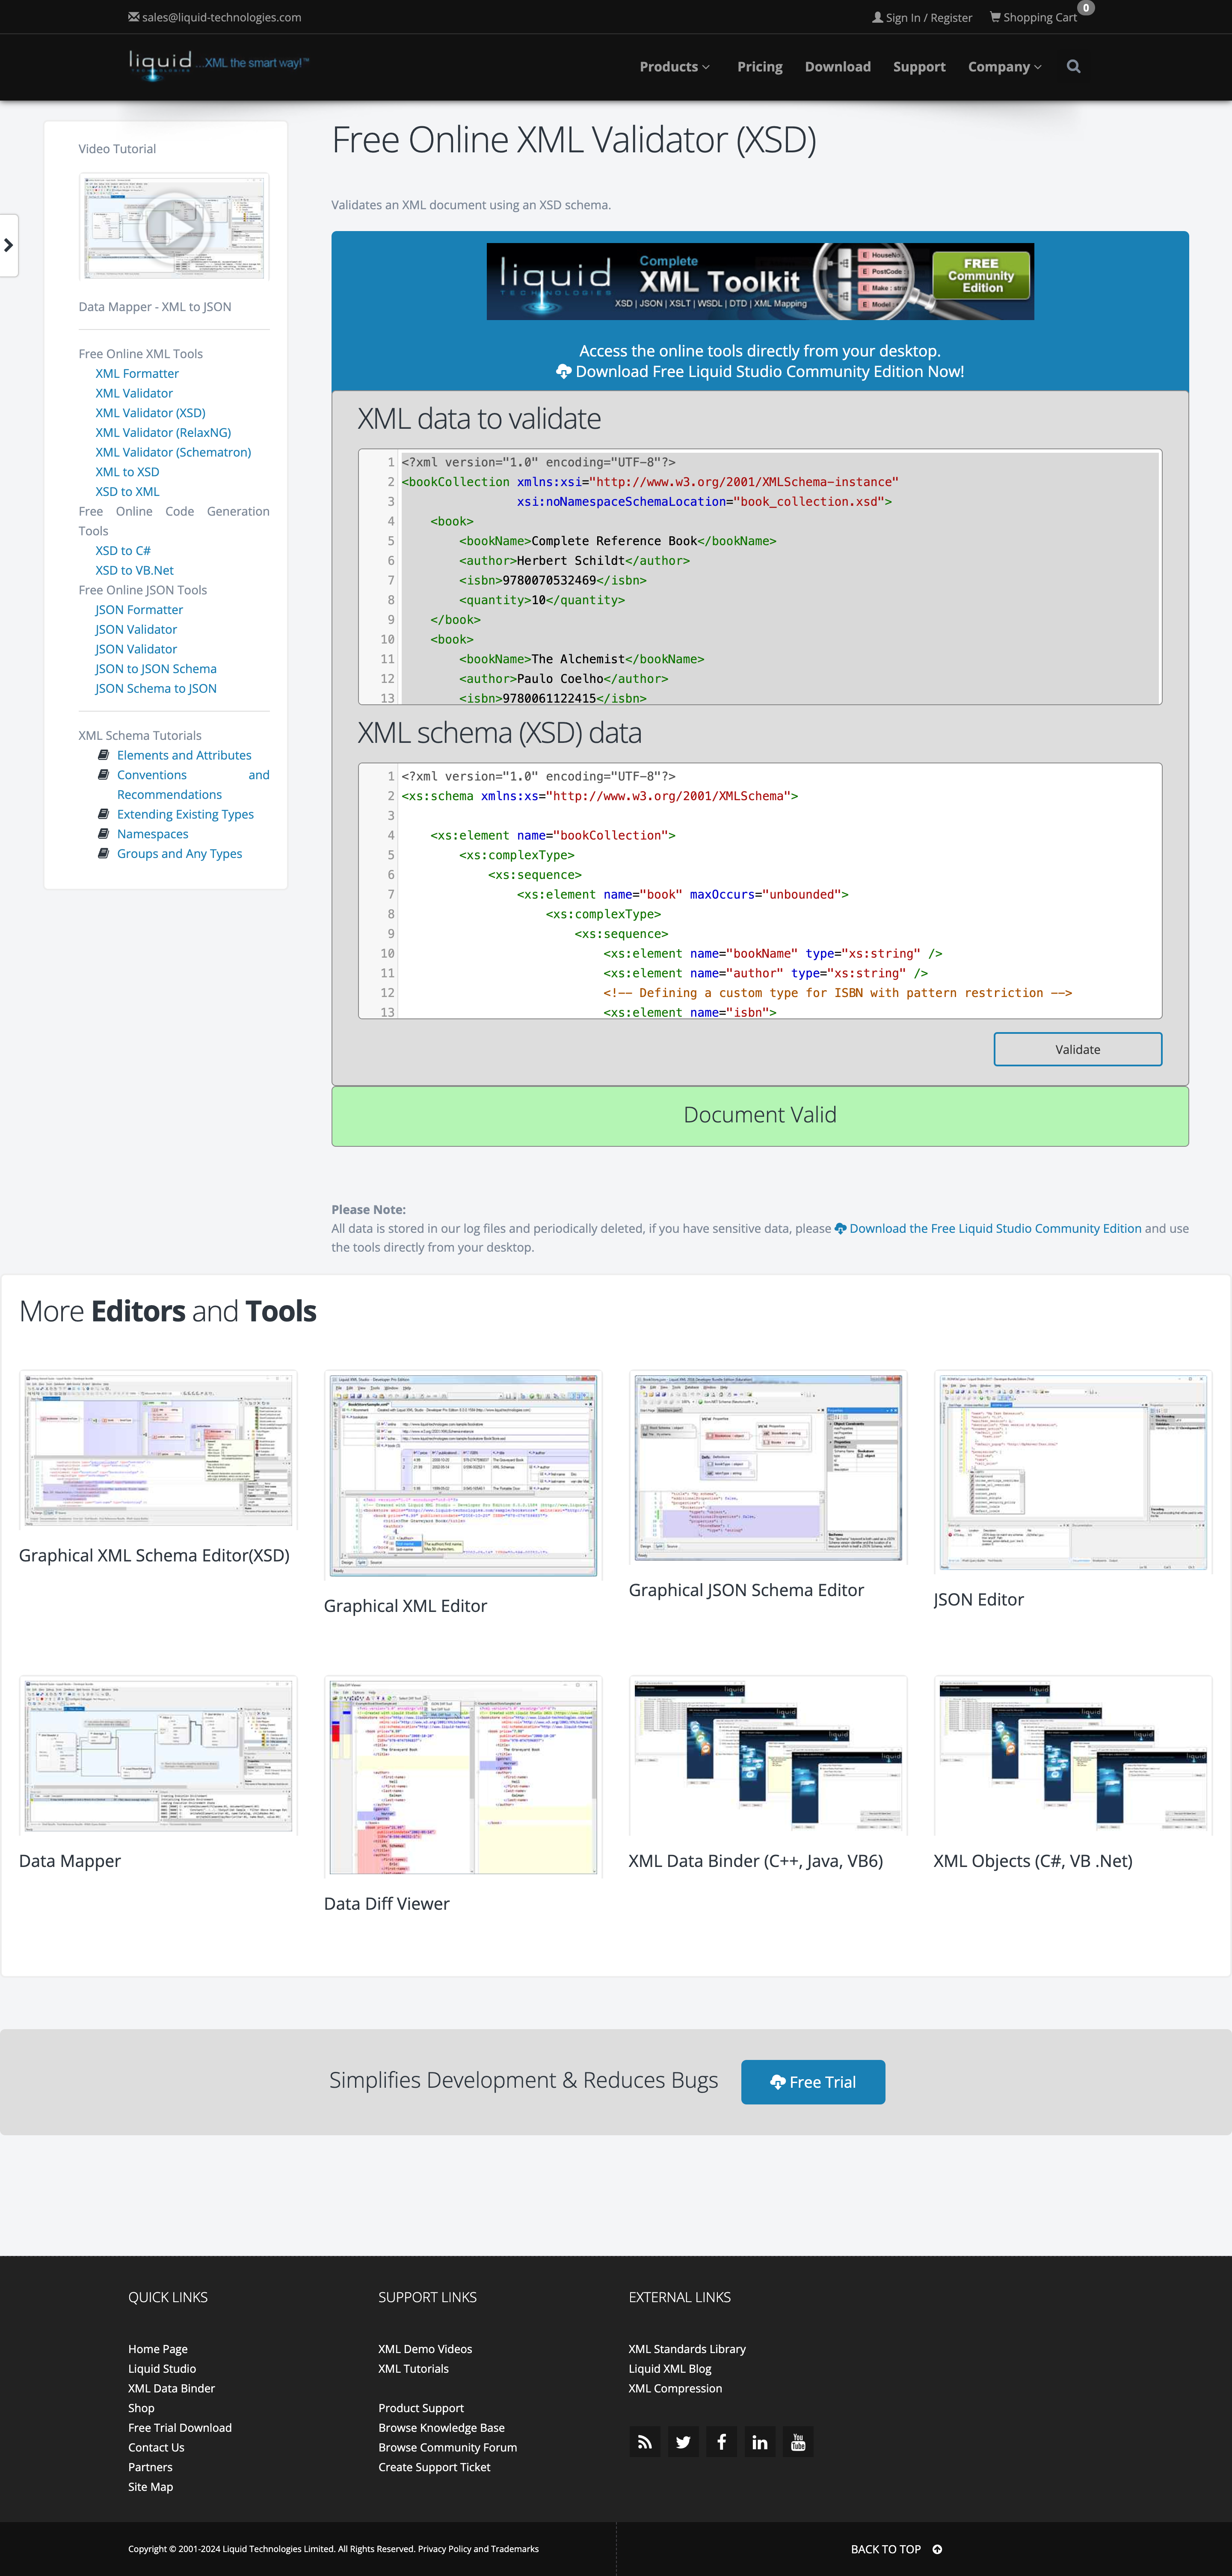 sales@liquid-technologies.com
Sign In / Register
Shopping Cart
0
liquid
TECHNOLOGIES
...XML the smart way!™
Products
Pricing
Download
Support
Company
Video Tutorial
Data Mapper - XML to JSON
Free Online XML Tools
XML Formatter
XML Validator
XML Validator (XSD)
XML Validator (RelaxNG)
XML Validator (Schematron)
XML to XSD
XSD to XML
Free Online Code Generation
Tools
XSD to C#
XSD to VB.Net
Free Online JSON Tools
JSON Formatter
JSON Validator
JSON Validator
JSON to JSON Schema
JSON Schema to JSON
XML Schema Tutorials
Elements and Attributes
Conventions and
Recommendations
Extending Existing Types
Namespaces
Groups and Any Types
Free Online XML Validator (XSD)
Validates an XML document using an XSD schema.
liquid
TECHNOLOGIES
Complete
XML Toolkit
XSD | JSON | XSLT | WSDL | DTD | XML Mapping
HouseNo
PostCode
Make : strin
Model
FREE
Community
Edition
Access the online tools directly from your desktop.
Download Free Liquid Studio Community Edition Now!
XML data to validate
1 <?xml version="1.0" encoding="UTF-8"?>
2 <bookCollection xmlns:xsi="http://www.w3.org/2001/XMLSchema-instance"
3 xsi:noNamespaceSchemaLocation="book_collection.xsd">
4 <book>
5 <bookName>Complete Reference Book</bookName>
6 <author>Herbert Schildt</author>
7 <isbn>9780070532469</isbn>
8 <quantity>10</quantity>
9 </book>
10 <book>
11 <bookName>The Alchemist</bookName>
12 <author>Paulo Coelho</author>
13 <isbn>9780061122415</isbn>
XML schema (XSD) data
1 <?xml version="1.0" encoding="UTF-8"?>
2 <xs:schema xmlns:xs="http://www.w3.org/2001/XMLSchema">
3
4 <xs:element name="bookCollection">
5 <xs:complexType>
6 <xs:sequence>
7 <xs:element name="book" maxOccurs="unbounded">
8 <xs:complexType>
9 <xs:sequence>
10 <xs:element name="bookName" type="xs:string" />
11 <xs:element name="author" type="xs:string" />
12 <!-- Defining a custom type for ISBN with pattern restriction -->
13 <xs:element name="isbn">
Validate
Document Valid
Please Note:
All data is stored in our log files and periodically deleted, if you have sensitive data, please Download the Free Liquid Studio Community Edition and use
the tools directly from your desktop.
More Editors and Tools
Graphical XML Schema Editor(XSD)
Graphical XML Editor
Graphical JSON Schema Editor
JSON Editor
Data Mapper
Data Diff Viewer
XML Data Binder (C++, Java, VB6)
XML Objects (C#, VB .Net)
Simplifies Development & Reduces Bugs
Free Trial
QUICK LINKS
Home Page
Liquid Studio
XML Data Binder
Shop
Free Trial Download
Contact Us
Partners
Site Map
SUPPORT LINKS
XML Demo Videos
XML Tutorials
Product Support
Browse Knowledge Base
Browse Community Forum
Create Support Ticket
EXTERNAL LINKS
XML Standards Library
Liquid XML Blog
XML Compression
You
Tube
Copyright © 2001-2024 Liquid Technologies Limited. All Rights Reserved. Privacy Policy and Trademarks
BACK TO TOP